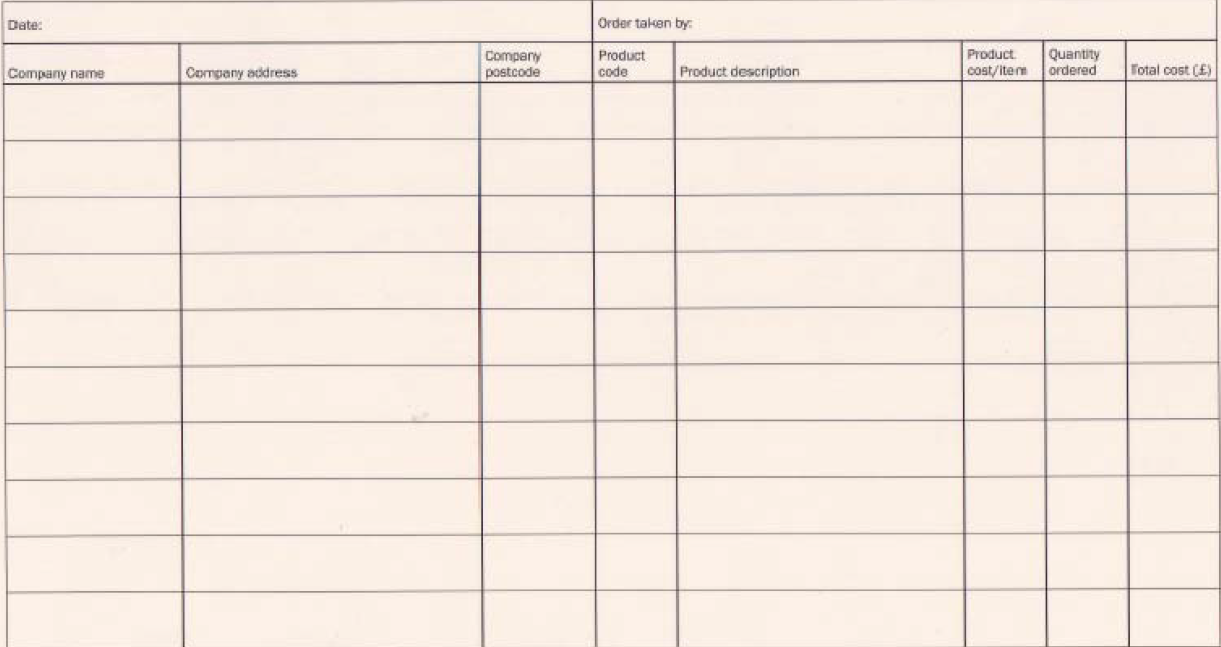 Date:
Order taken by:
Company name
Company address
Company
postcode
Product
code
Product description
Product
cost/item
Quantity
ordered
Total cost (£)